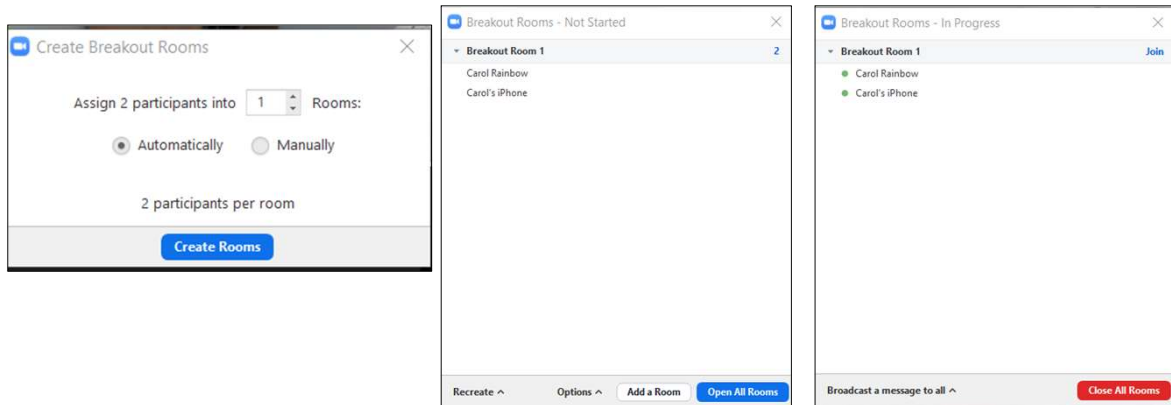 Create Breakout Rooms
Assign 2 participants into 1 Rooms:
Automatically Manually
2 participants per room
Create Rooms
Breakout Rooms - Not Started
Breakout Room 1 2
Carol Rainbow
Carol's iPhone
Recreate Options Add a Room Open All Rooms
Breakout Rooms - In Progress
Breakout Room 1 Join
Carol Rainbow
Carol's iPhone
Broadcast a message to all Close All Rooms